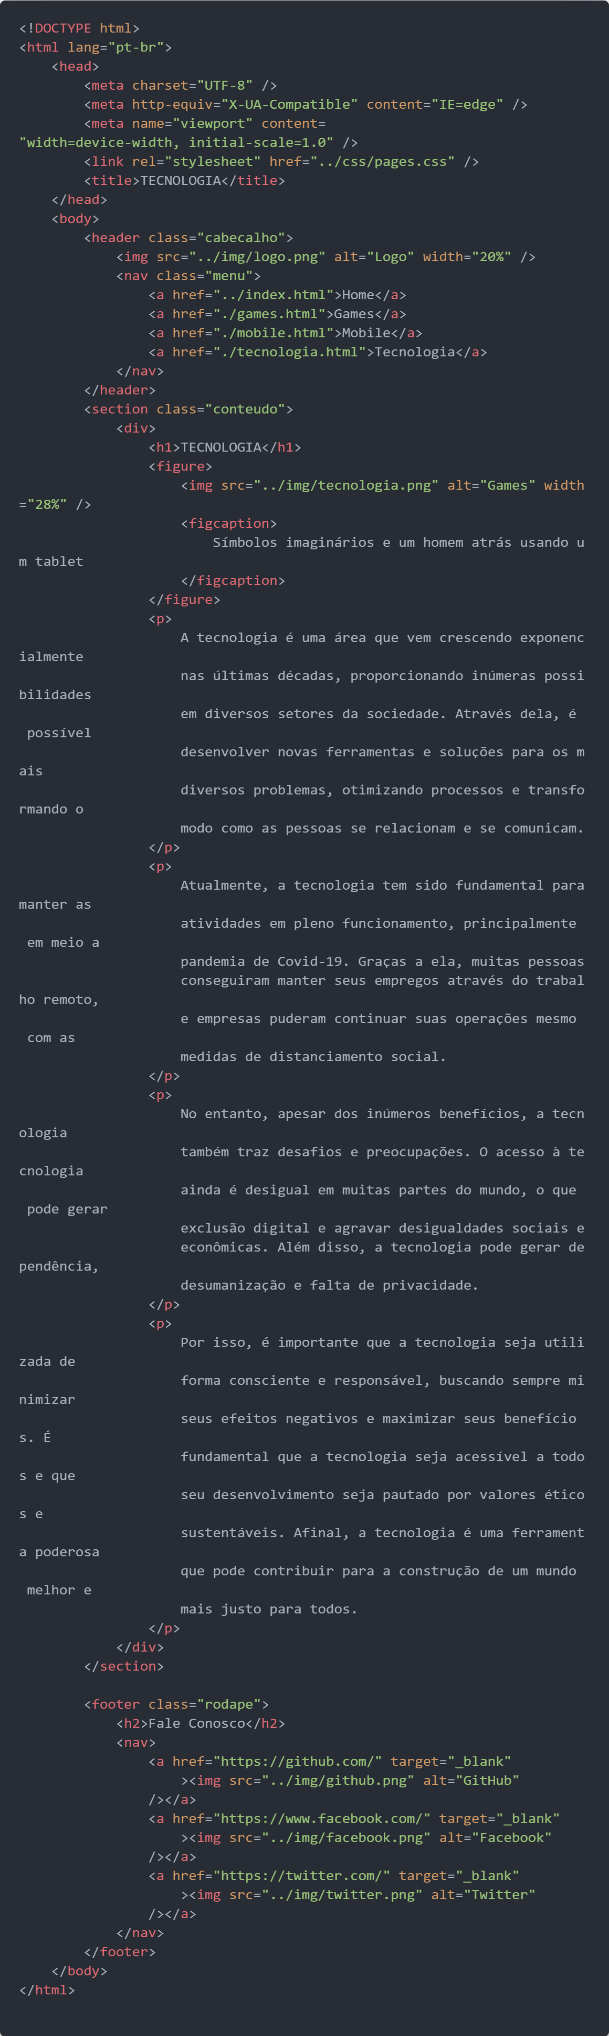 <!DOCTYPE html>
<html lang="pt-br">
    <head>
        <meta charset="UTF-8" />
        <meta http-equiv="X-UA-Compatible" content="IE=edge" />
        <meta name="viewport" content=
"width=device-width, initial-scale=1.0" />
        <link rel="stylesheet" href="../css/pages.css" />
        <title>TECNOLOGIA</title>
    </head>
    <body>
        <header class="cabecalho">
            <img src="../img/logo.png" alt="Logo" width="20%" />
            <nav class="menu">
                <a href="../index.html">Home</a>
                <a href="./games.html">Games</a>
                <a href="./mobile.html">Mobile</a>
                <a href="./tecnologia.html">Tecnologia</a>
            </nav>
        </header>
        <section class="conteudo">
            <div>
                <h1>TECNOLOGIA</h1>
                <figure>
                    <img src="../img/tecnologia.png" alt="Games" width
="28%" />
                    <figcaption>
                        Símbolos imaginários e um homem atrás usando u
m tablet
                    </figcaption>
                </figure>
                <p>
                    A tecnologia é uma área que vem crescendo exponenc
ialmente
                    nas últimas décadas, proporcionando inúmeras possi
bilidades
                    em diversos setores da sociedade. Através dela, é
 possível
                    desenvolver novas ferramentas e soluções para os m
ais
                    diversos problemas, otimizando processos e transfo
rmando o
                    modo como as pessoas se relacionam e se comunicam.
                </p>
                <p>
                    Atualmente, a tecnologia tem sido fundamental para
manter as
                    atividades em pleno funcionamento, principalmente
 em meio a
                    pandemia de Covid-19. Graças a ela, muitas pessoas
                    conseguiram manter seus empregos através do trabal
ho remoto,
                    e empresas puderam continuar suas operações mesmo
 com as
                    medidas de distanciamento social.
                </p>
                <p>
                    No entanto, apesar dos inúmeros benefícios, a tecn
ologia
                    também traz desafios e preocupações. O acesso à te
cnologia
                    ainda é desigual em muitas partes do mundo, o que
 pode gerar
                    exclusão digital e agravar desigualdades sociais e
                    econômicas. Além disso, a tecnologia pode gerar de
pendência,
                    desumanização e falta de privacidade.
                </p>
                <p>
                    Por isso, é importante que a tecnologia seja utili
zada de
                    forma consciente e responsável, buscando sempre mi
nimizar
                    seus efeitos negativos e maximizar seus benefício
s. É
                    fundamental que a tecnologia seja acessível a todo
s e que
                    seu desenvolvimento seja pautado por valores ético
s e
                    sustentáveis. Afinal, a tecnologia é uma ferrament
a poderosa
                    que pode contribuir para a construção de um mundo
 melhor e
                    mais justo para todos.
                </p>
            </div>
        </section>

        <footer class="rodape">
            <h2>Fale Conosco</h2>
            <nav>
                <a href="https://github.com/" target="_blank"
                    ><img src="../img/github.png" alt="GitHub"
                /></a>
                <a href="https://www.facebook.com/" target="_blank"
                    ><img src="../img/facebook.png" alt="Facebook"
                /></a>
                <a href="https://twitter.com/" target="_blank"
                    ><img src="../img/twitter.png" alt="Twitter"
                /></a>
            </nav>
        </footer>
    </body>
</html>